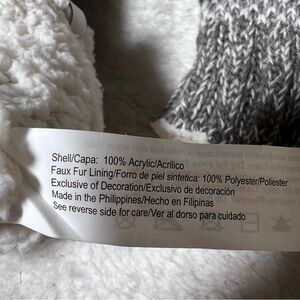 Shell/Capa: 100% Acrylic/Acrilico
Faux Fur Lining/Forro de piel sintetica: 100% Polyester/Poliester
Exclusive of Decoration/Exclusivo de decoración
Made in the Philippines/Hecho en Filipinas
See reverse side for care/Ver al dorso para cuidado